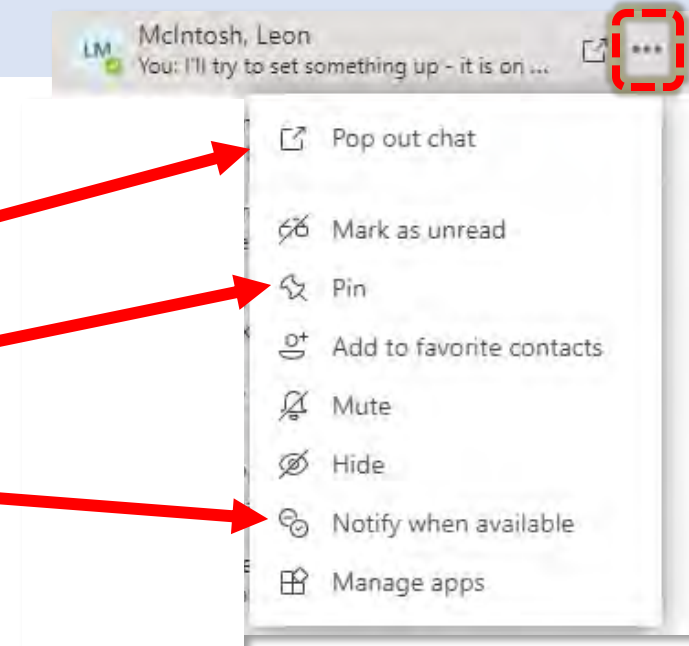 LM
McIntosh, Leon
You: I'll try to set something up - it is on ...
Pop out chat
Mark as unread
Pin
Add to favorite contacts
Mute
Hide
Notify when available
Manage apps